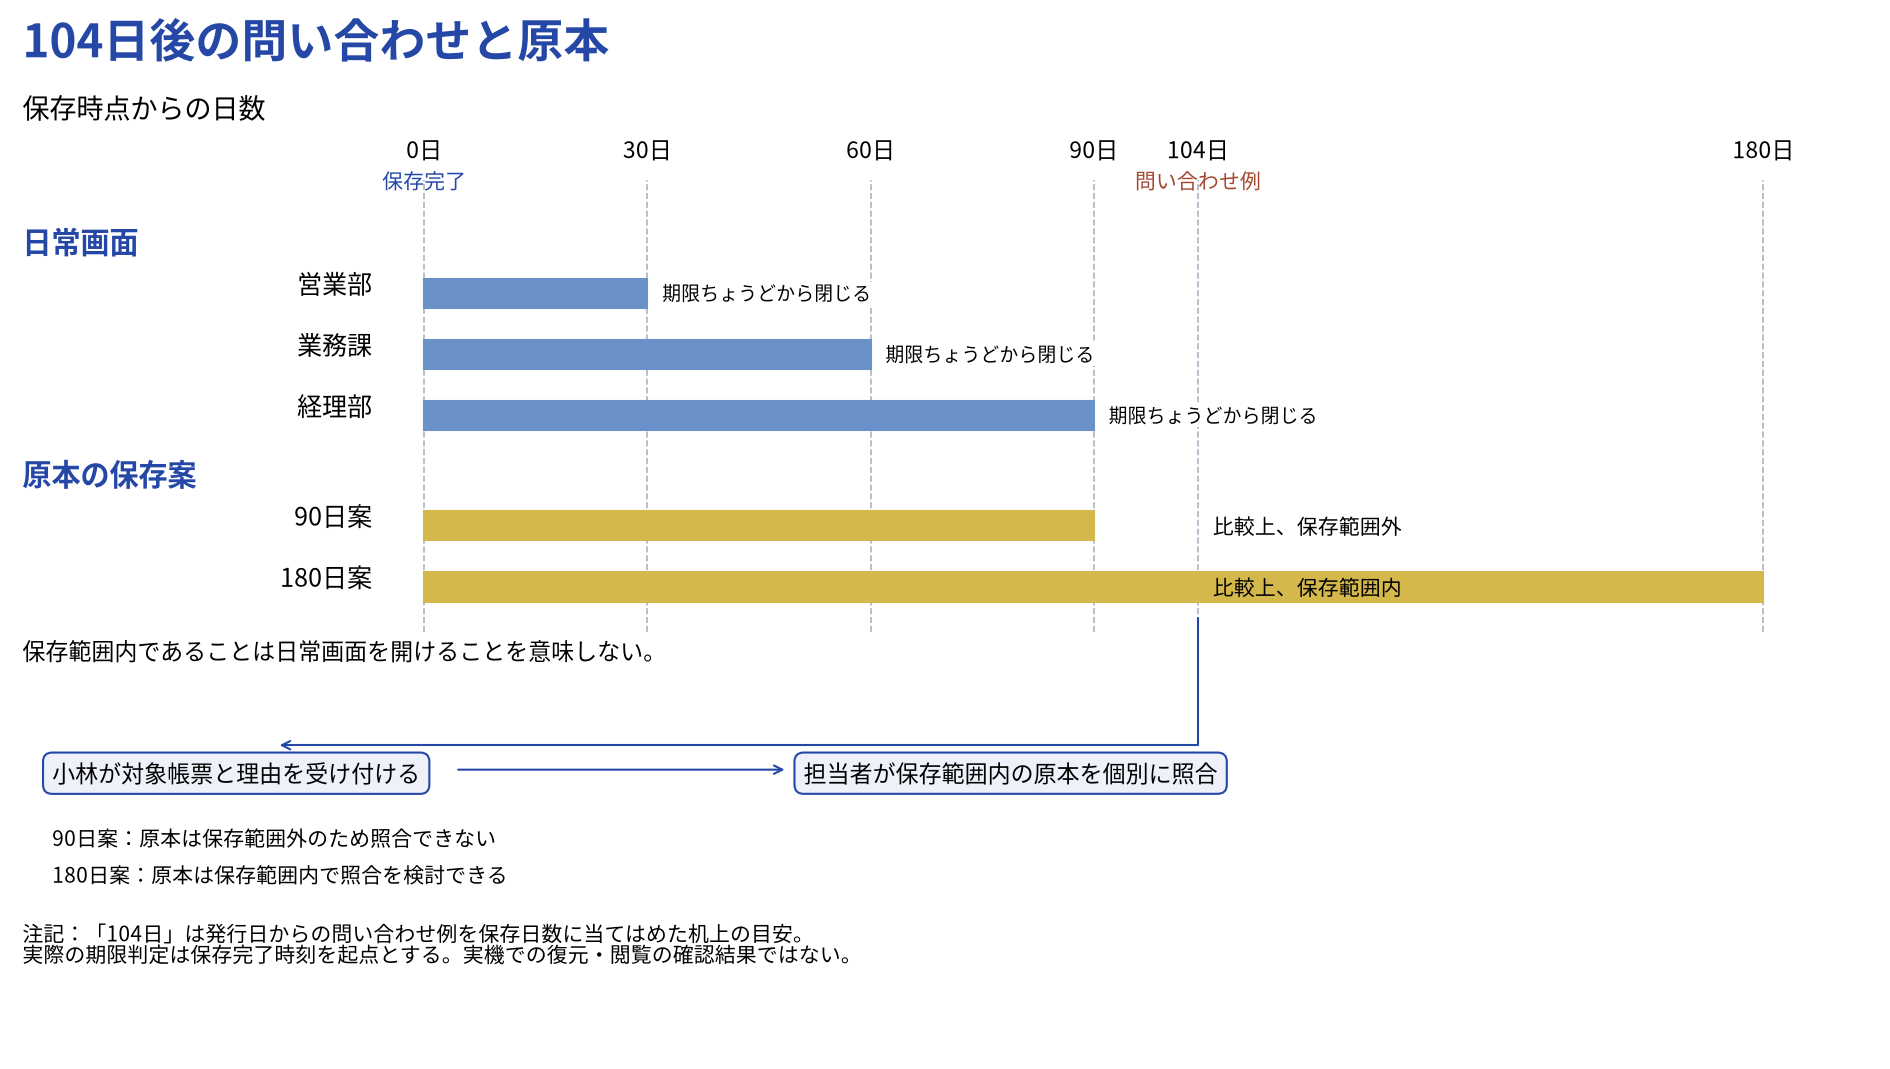 104日後の問い合わせと原本
保存時点からの日数
0日 30日 60日 90日 104日 180日
保存完了 問い合わせ例
日常画面
営業部 期限ちょうどから閉じる
業務課 期限ちょうどから閉じる
経理部 期限ちょうどから閉じる
原本の保存案
90日案 比較上、保存範囲外
180日案 比較上、保存範囲内
保存範囲内であることは日常画面を開けることを意味しない。
小林が対象帳票と理由を受け付ける 担当者が保存範囲内の原本を個別に照合
90日案：原本は保存範囲外のため照合できない
180日案：原本は保存範囲内で照合を検討できる
注記：「104日」は発行日からの問い合わせ例を保存日数に当てはめた机上の目安。
実際の期限判定は保存完了時刻を起点とする。実機での復元・閲覧の確認結果ではない。